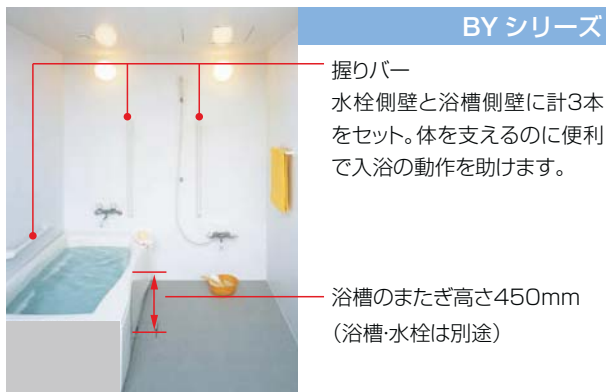 BY シリーズ
握りバー
水栓側壁と浴槽側壁に計3本
をセット。体を支えるのに便利
で入浴の動作を助けます。
浴槽のまたぎ高さ450mm
(浴槽・水栓は別途)